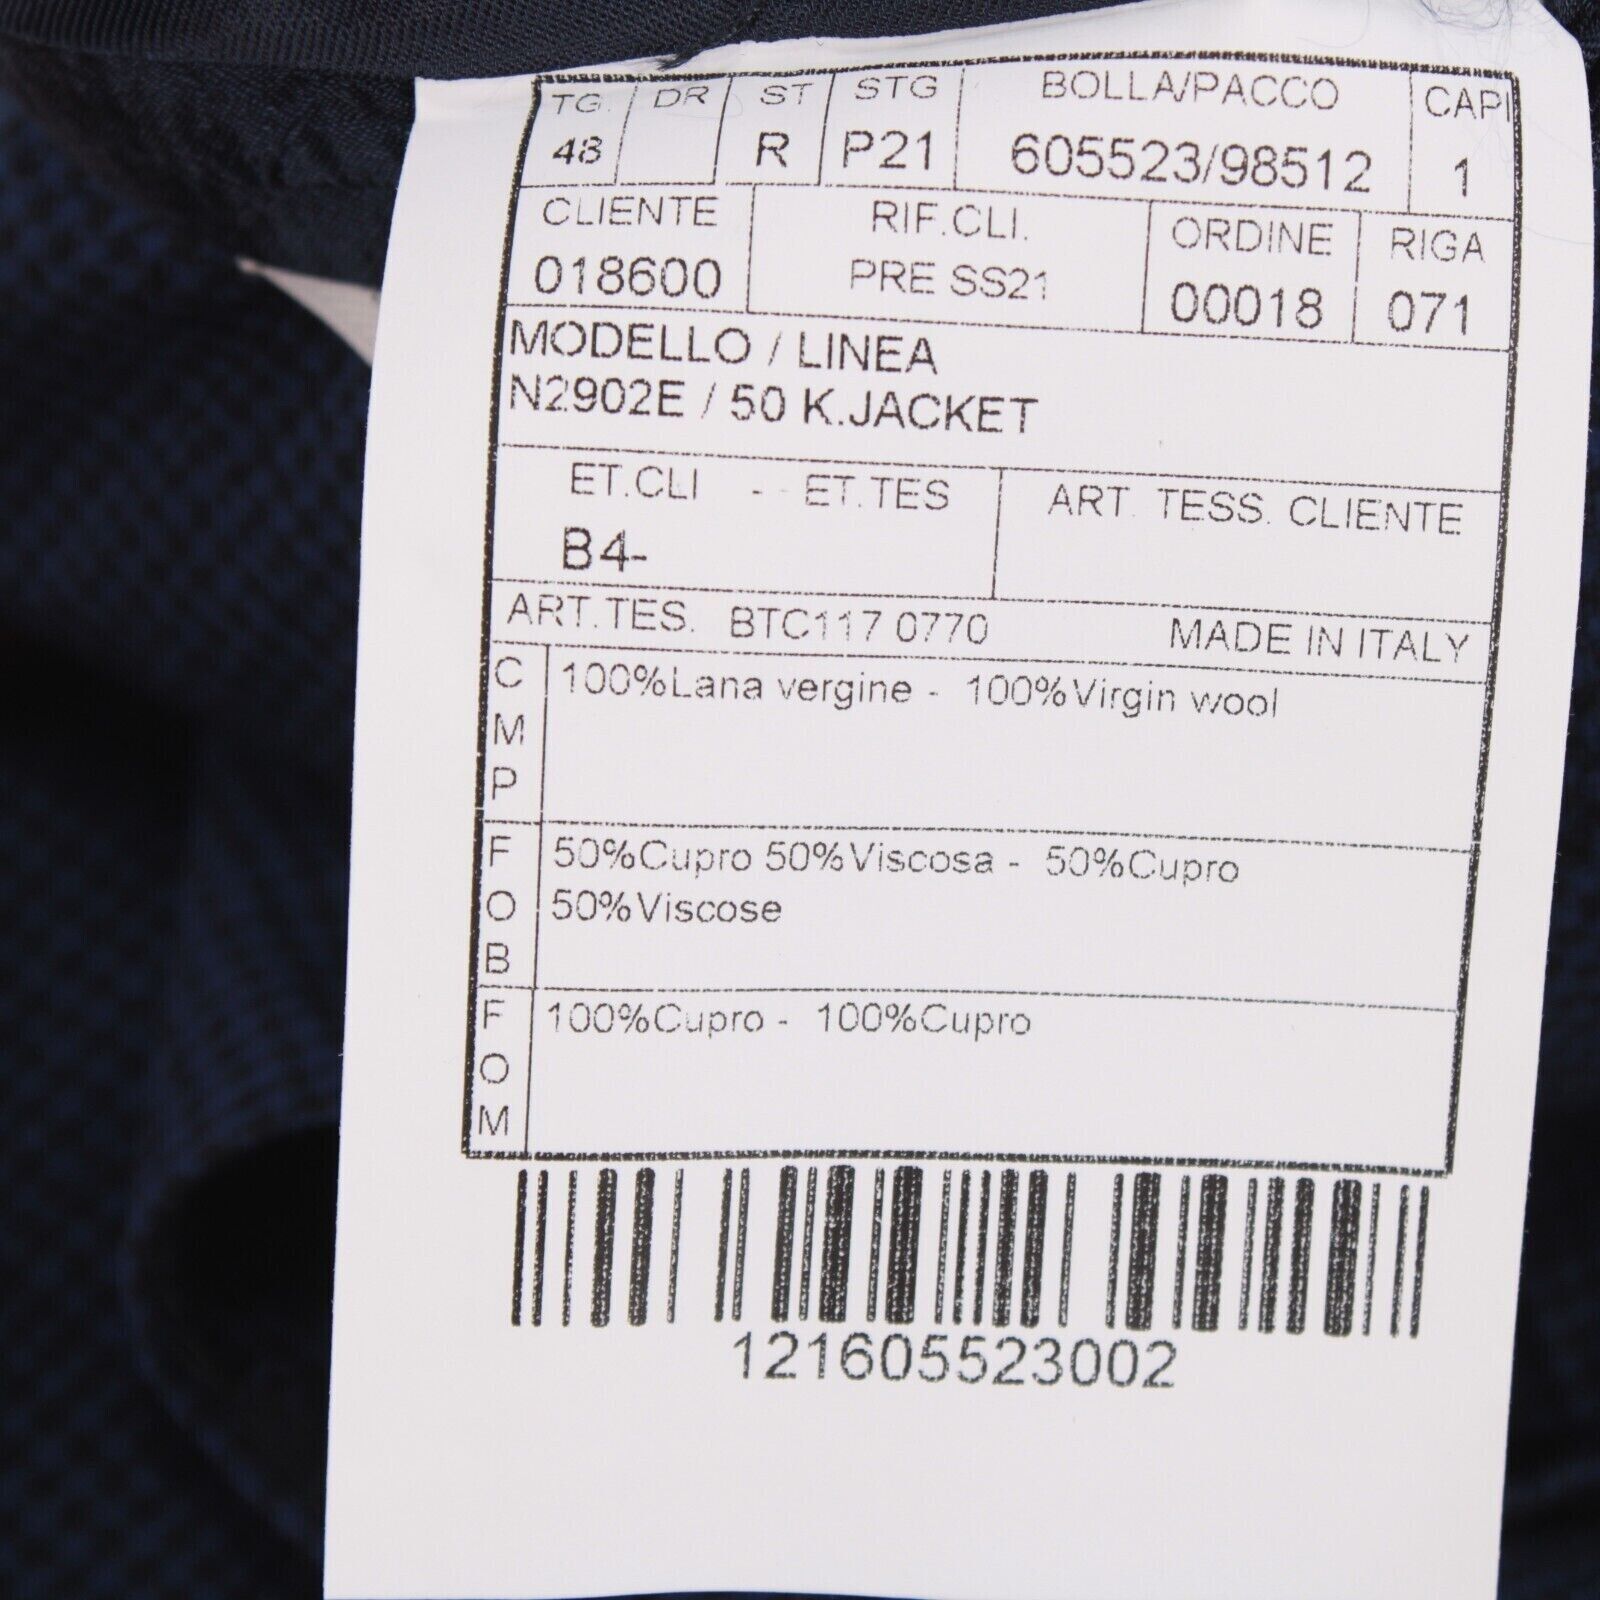 TG. DR ST STG BOLLA/PACCO CAPI
48 R P21 605523/98512 1
CLIENTE RIF.CLI. ORDINE RIGA
018600 PRE SS21 00018 071
MODELLO / LINEA
N2902E / 50 K.JACKET
ET.CLI - - ET.TES ART. TESS. CLIENTE
B4-
ART.TES. BTC117 0770 MADE IN ITALY
CMP 100%Lana vergine - 100%Virgin wool
FOB 50%Cupro 50%Viscosa - 50%Cupro
50%Viscose
FOM 100%Cupro - 100%Cupro
121605523002